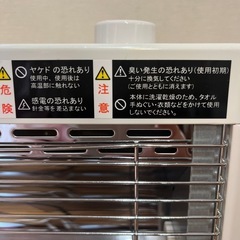 危険
ヤケドの恐れあり
使用中、使用後は
高温部に触れない
感電の恐れあり
針金等を差込まない
注意
臭い発生の恐れあり(使用初期)
十分に換気してください
(ご使用とともに消えます)
本体に洗濯乾燥のため、タオル
手ぬぐい・衣類などをかけて使用
しないでください。